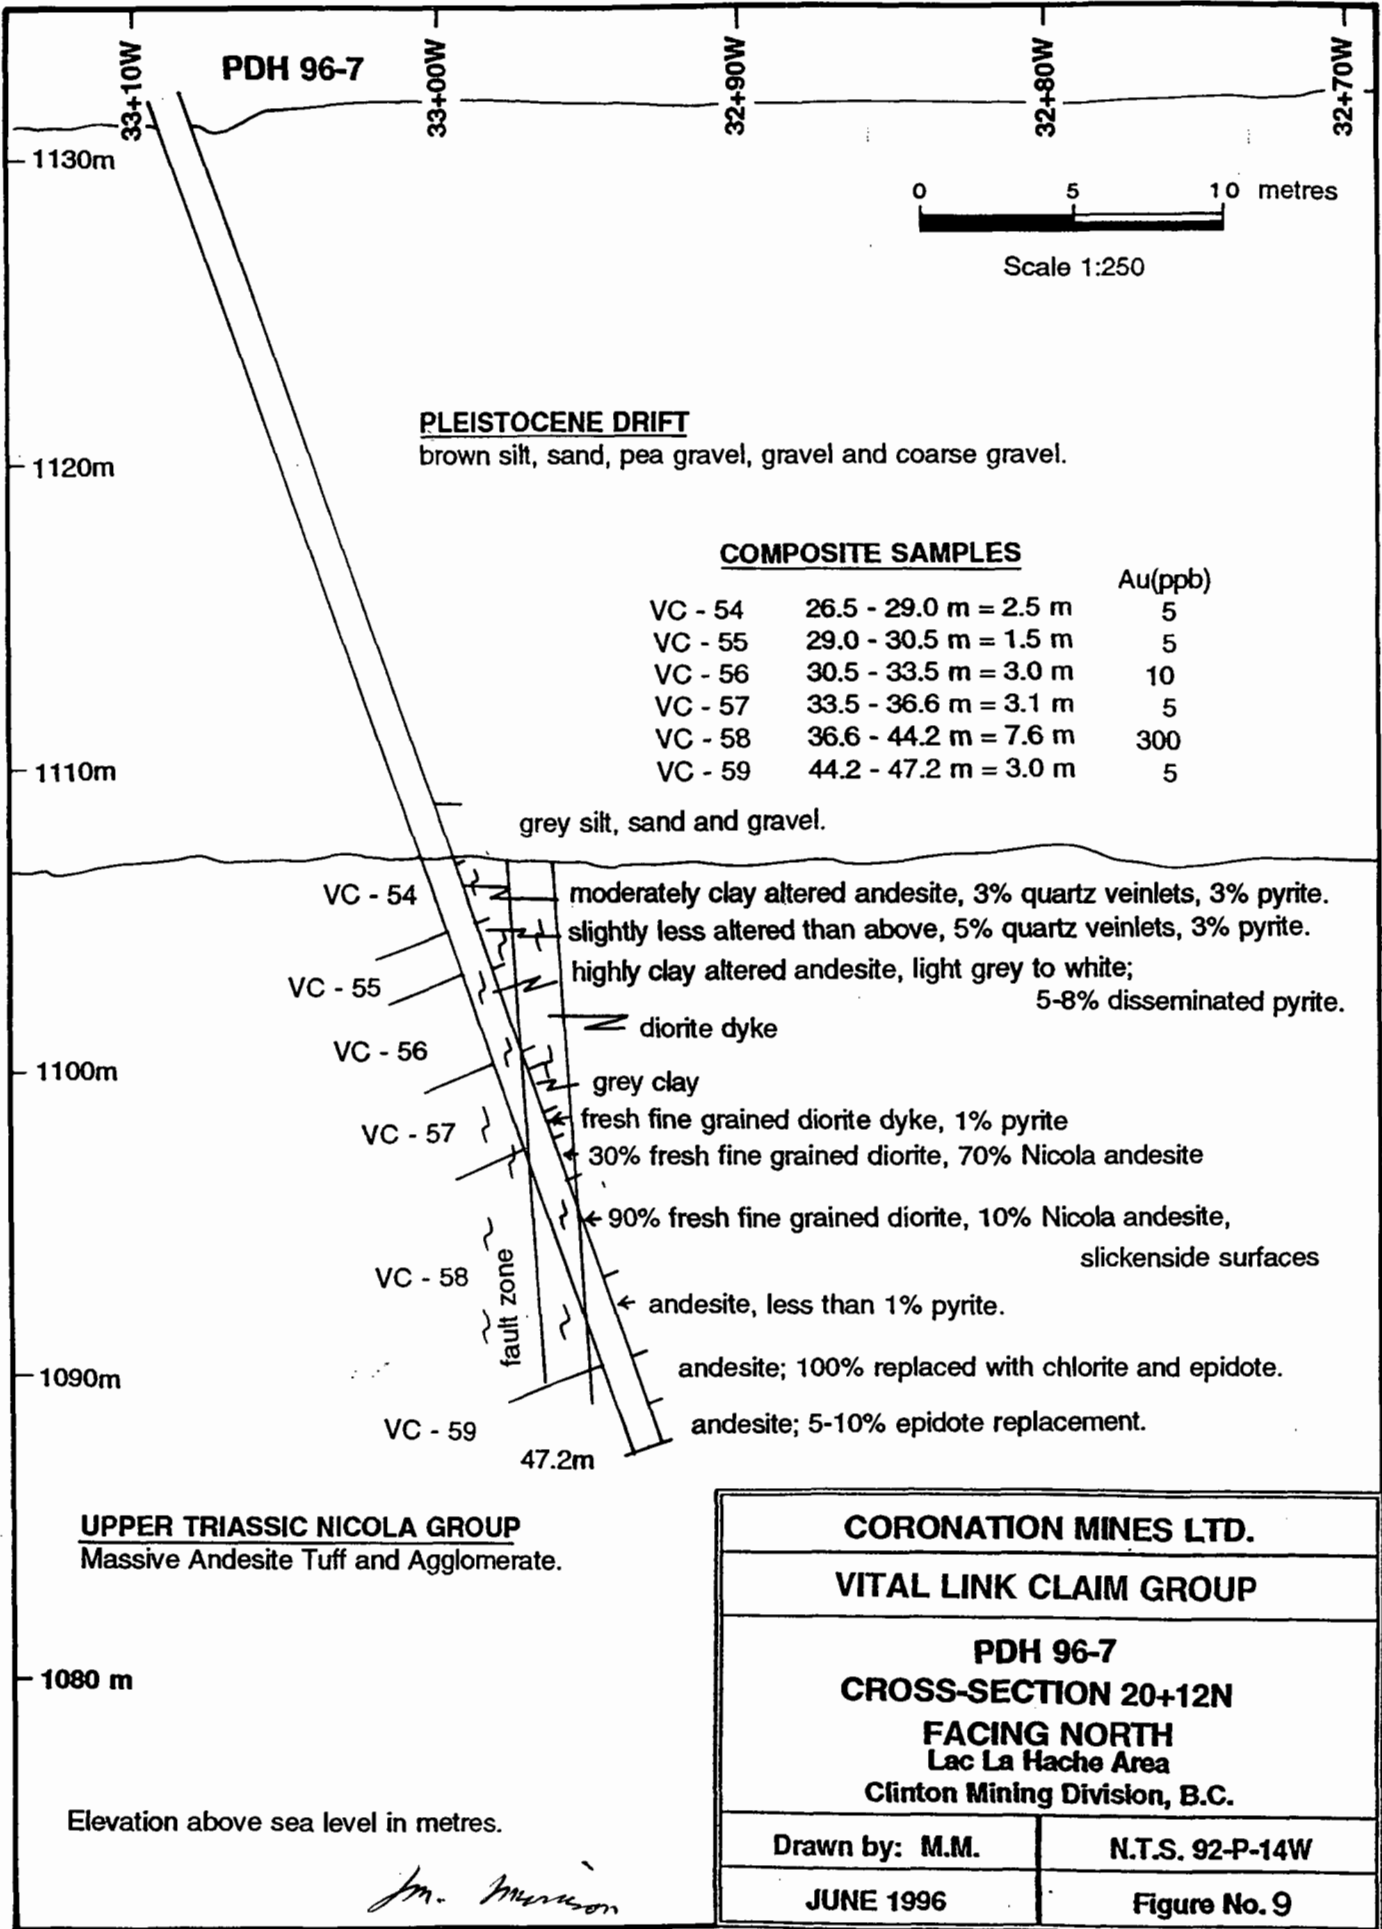 33+10W
PDH 96-7
33+00W
32+90W
32+80W
32+70W
1130m
0 5 10 metres
Scale 1:250
PLEISTOCENE DRIFT
brown silt, sand, pea gravel, gravel and coarse gravel.
1120m
COMPOSITE SAMPLES
Au(ppb)
VC - 54 26.5 - 29.0 m = 2.5 m 5
VC - 55 29.0 - 30.5 m = 1.5 m 5
VC - 56 30.5 - 33.5 m = 3.0 m 10
VC - 57 33.5 - 36.6 m = 3.1 m 5
VC - 58 36.6 - 44.2 m = 7.6 m 300
VC - 59 44.2 - 47.2 m = 3.0 m 5
1110m
grey silt, sand and gravel.
VC - 54
moderately clay altered andesite, 3% quartz veinlets, 3% pyrite.
slightly less altered than above, 5% quartz veinlets, 3% pyrite.
VC - 55
highly clay altered andesite, light grey to white;
5-8% disseminated pyrite.
diorite dyke
VC - 56
1100m
grey clay
fresh fine grained diorite dyke, 1% pyrite
VC - 57
30% fresh fine grained diorite, 70% Nicola andesite
90% fresh fine grained diorite, 10% Nicola andesite,
slickenside surfaces
VC - 58
fault zone
andesite, less than 1% pyrite.
1090m
andesite; 100% replaced with chlorite and epidote.
VC - 59
andesite; 5-10% epidote replacement.
47.2m
UPPER TRIASSIC NICOLA GROUP
Massive Andesite Tuff and Agglomerate.
1080 m
Elevation above sea level in metres.
CORONATION MINES LTD.
VITAL LINK CLAIM GROUP
PDH 96-7
CROSS-SECTION 20+12N
FACING NORTH
Lac La Hache Area
Clinton Mining Division, B.C.
Drawn by: M.M.
N.T.S. 92-P-14W
JUNE 1996
Figure No. 9